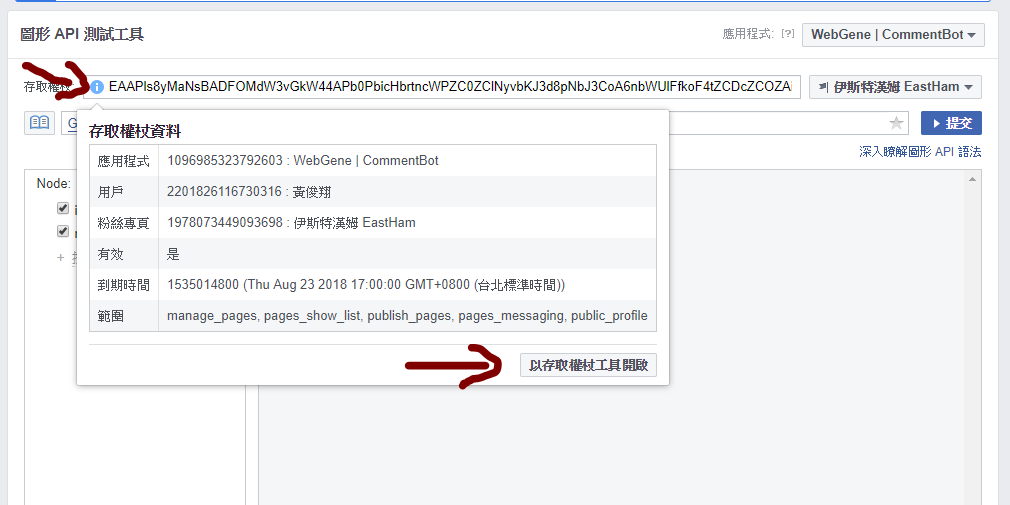 圖形 API 測試工具
應用程式: [?] WebGene | CommentBot
存取權杖 EAAPls8yMaNsBADFOMdW3vGkW44APb0PbicHbrtncWPZC0ZClNyvbKJ3d8pNbJ3CoA6nbWUlFfkoF4tZCDcZCOZA 伊斯特漢姆 EastHam
提交
深入瞭解圖形 API 語法
存取權杖資料
應用程式 1096985323792603 : WebGene | CommentBot
用戶 2201826116730316 : 黃俊翔
粉絲專頁 1978073449093698 : 伊斯特漢姆 EastHam
有效 是
到期時間 1535014800 (Thu Aug 23 2018 17:00:00 GMT+0800 (台北標準時間))
範圍 manage_pages, pages_show_list, publish_pages, pages_messaging, public_profile
以存取權杖工具開啟
Node: